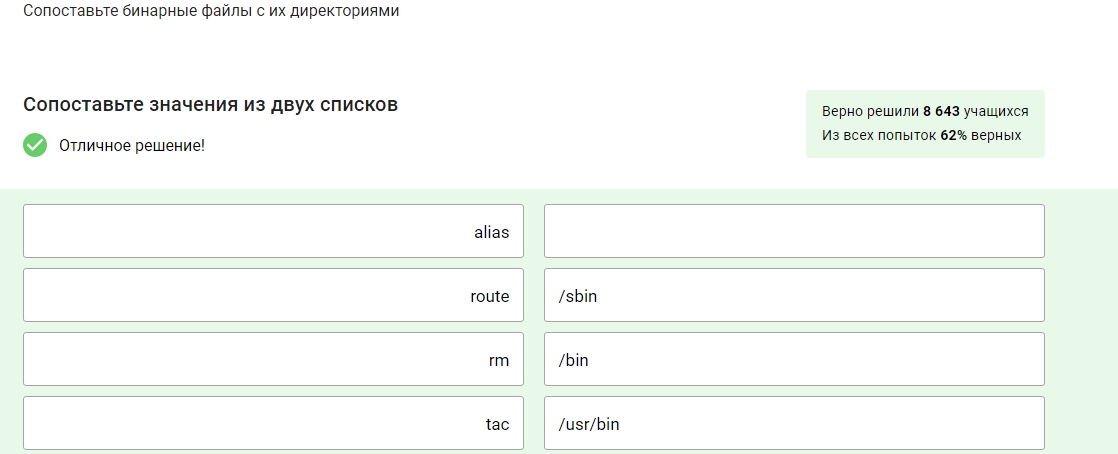 Сопоставьте бинарные файлы с их директориями
Сопоставьте значения из двух списков
Отличное решение!
Верно решили 8 643 учащихся
Из всех попыток 62% верных
alias
route /sbin
rm /bin
tac /usr/bin